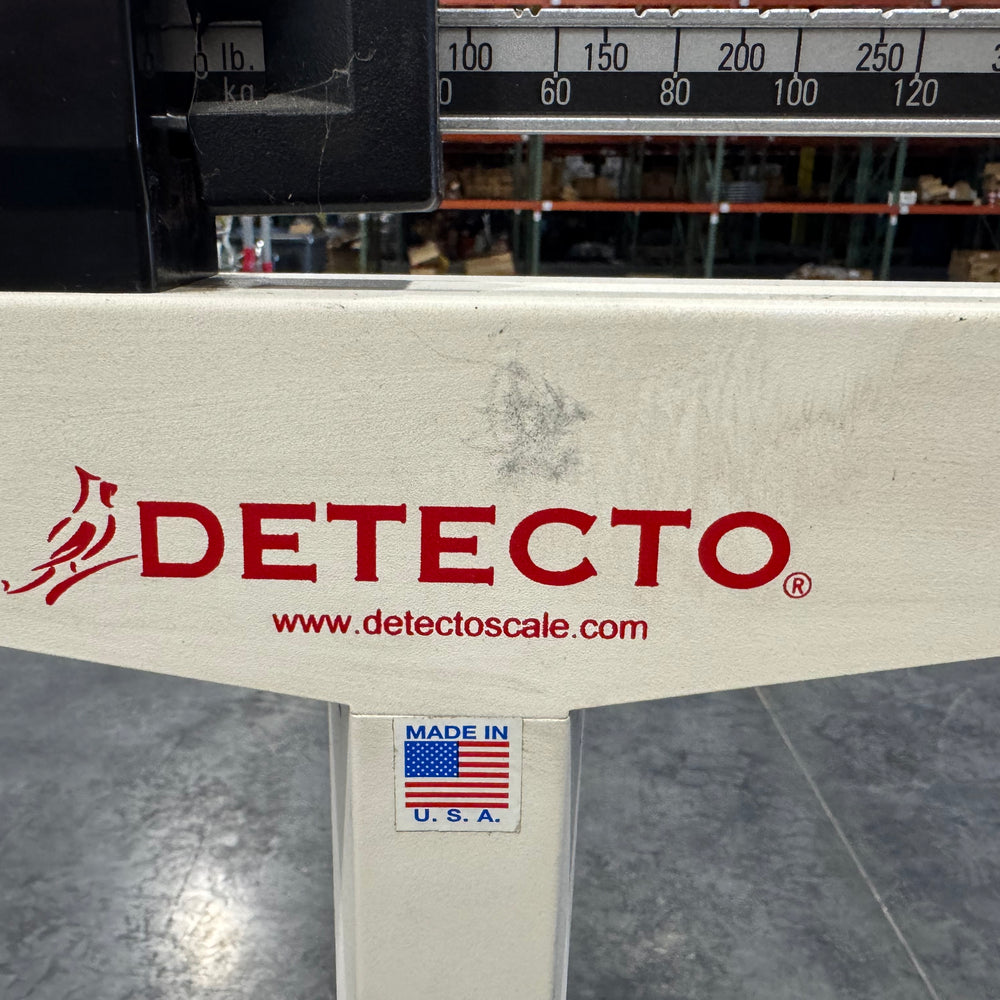 lb. 100 150 200 250
kg 60 80 100 120
DETECTO®
www.detectoscale.com
MADE IN
U. S. A.